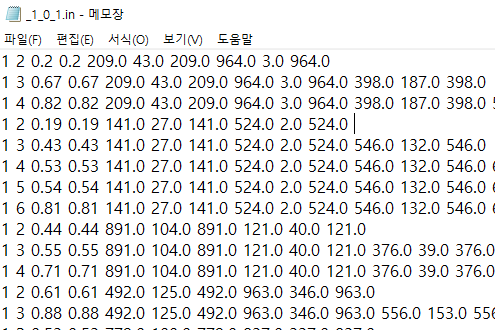 _1_0_1.in - 메모장
파일(F) 편집(E) 서식(O) 보기(V) 도움말
1 2 0.2 0.2 209.0 43.0 209.0 964.0 3.0 964.0
1 3 0.67 0.67 209.0 43.0 209.0 964.0 3.0 964.0 398.0 187.0 398.0
1 4 0.82 0.82 209.0 43.0 209.0 964.0 3.0 964.0 398.0 187.0 398.0
1 2 0.19 0.19 141.0 27.0 141.0 524.0 2.0 524.0
1 3 0.43 0.43 141.0 27.0 141.0 524.0 2.0 524.0 546.0 132.0 546.0
1 4 0.53 0.53 141.0 27.0 141.0 524.0 2.0 524.0 546.0 132.0 546.0
1 5 0.54 0.54 141.0 27.0 141.0 524.0 2.0 524.0 546.0 132.0 546.0
1 6 0.81 0.81 141.0 27.0 141.0 524.0 2.0 524.0 546.0 132.0 546.0
1 2 0.44 0.44 891.0 104.0 891.0 121.0 40.0 121.0
1 3 0.55 0.55 891.0 104.0 891.0 121.0 40.0 121.0 376.0 39.0 376.0
1 4 0.71 0.71 891.0 104.0 891.0 121.0 40.0 121.0 376.0 39.0 376.0
1 2 0.61 0.61 492.0 125.0 492.0 963.0 346.0 963.0
1 3 0.88 0.88 492.0 125.0 492.0 963.0 346.0 963.0 556.0 153.0